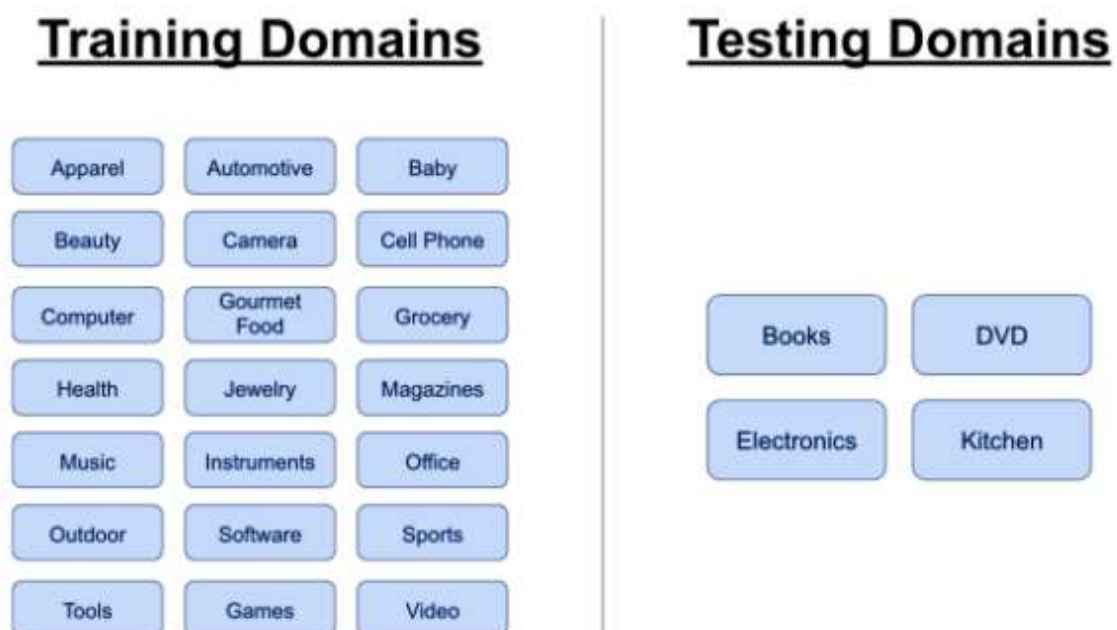 Training Domains
Apparel
Automotive
Baby
Beauty
Camera
Cell Phone
Computer
Gourmet
Food
Grocery
Health
Jewelry
Magazines
Music
Instruments
Office
Outdoor
Software
Sports
Tools
Games
Video
Testing Domains
Books
DVD
Electronics
Kitchen